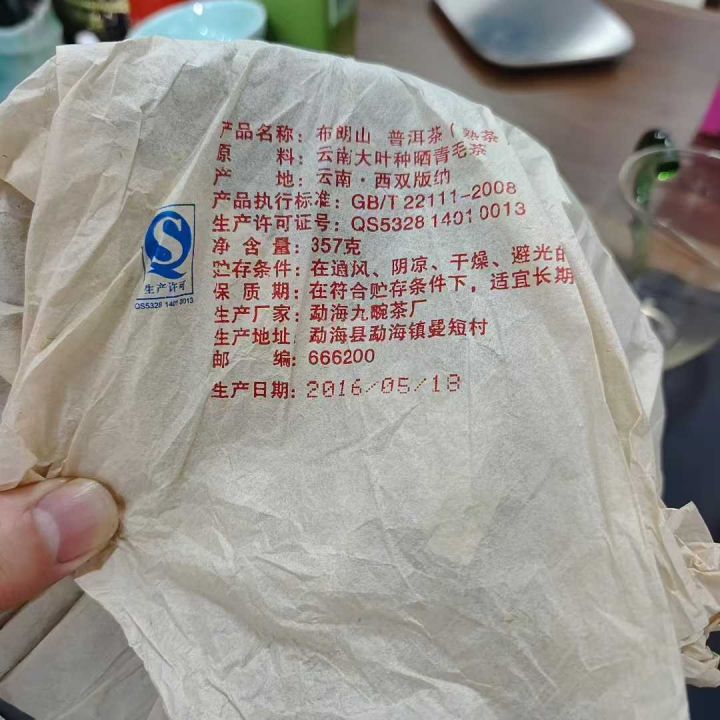 产品名称：布朗山 普洱茶（熟茶
原 料：云南大叶种晒青毛茶
产 地：云南·西双版纳
产品执行标准：GB/T 22111-2008
生产许可证号：QS5328 1401 0013
净 含 量：357克
贮存条件：在通风、阴凉、干燥、避光的
保 质 期：在符合贮存条件下，适宜长期
生产厂家：勐海九畹茶厂
生产地址：勐海县勐海镇曼短村
邮 编：666200
生产日期：2016/05/18
S
生产许可
QS5328 1401 0013